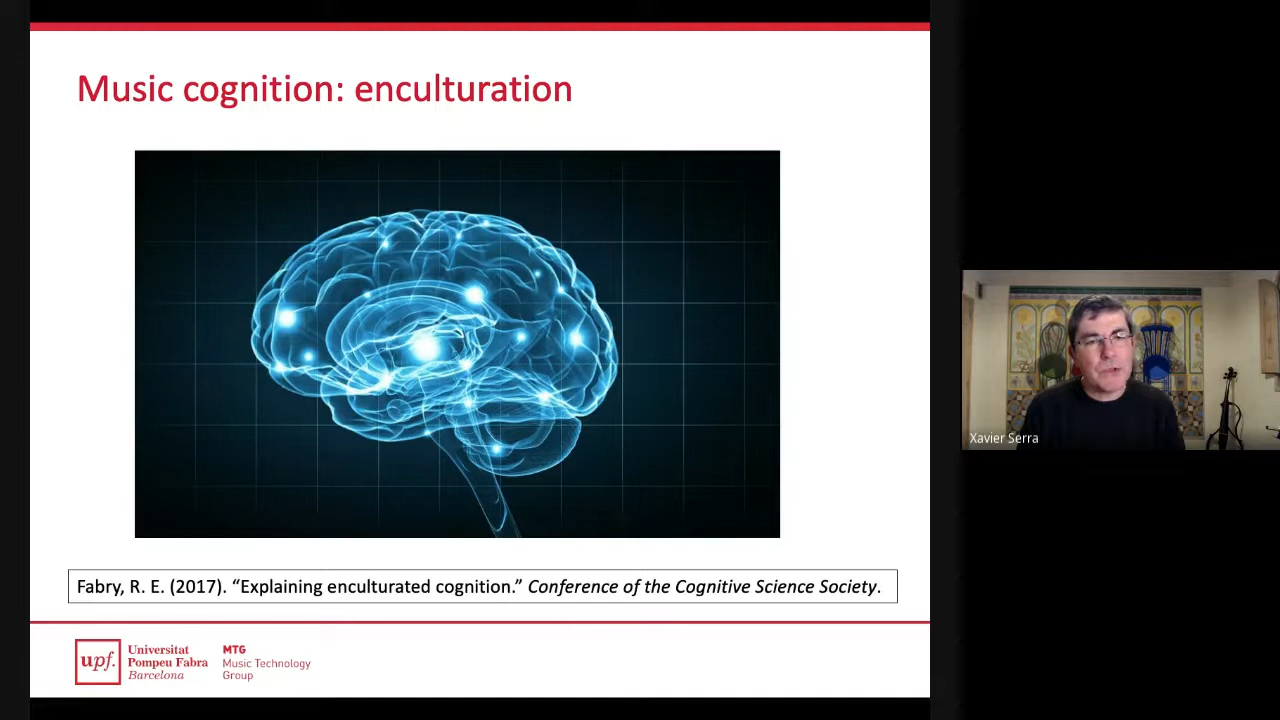 Music cognition: enculturation
Fabry, R. E. (2017). “Explaining enculturated cognition.” Conference of the Cognitive Science Society.
upf.
Universitat
Pompeu Fabra
Barcelona
MTG
Music Technology
Group
Xavier Serra